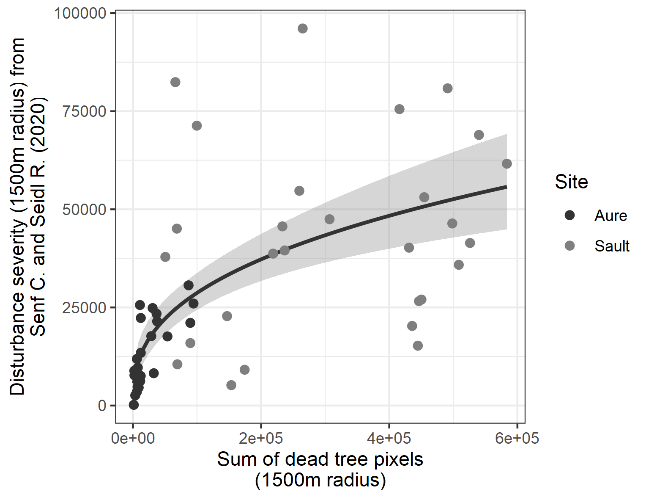 Disturbance severity (1500m radius) from
Senf C. and Seidl R. (2020)
100000
75000
50000
25000
0
0e+00
2e+05
4e+05
6e+05
Sum of dead tree pixels
(1500m radius)
Site
Aure
Sault